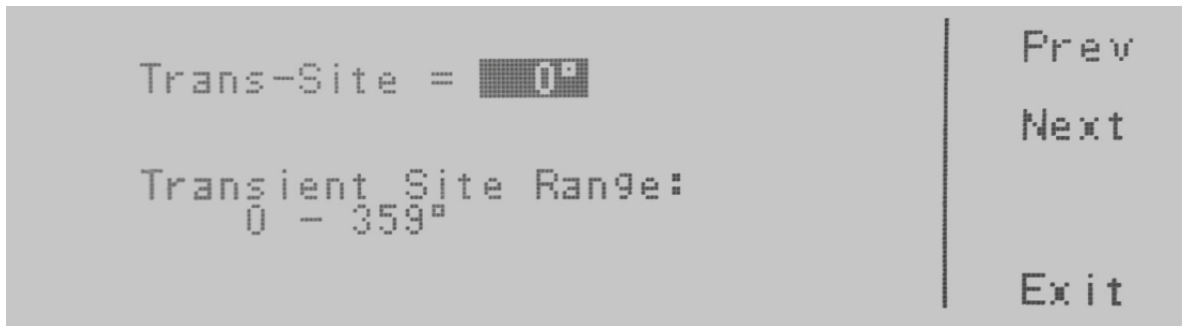 Trans-Site = 0°
Transient Site Range:
0 - 359°
Prev
Next
Exit